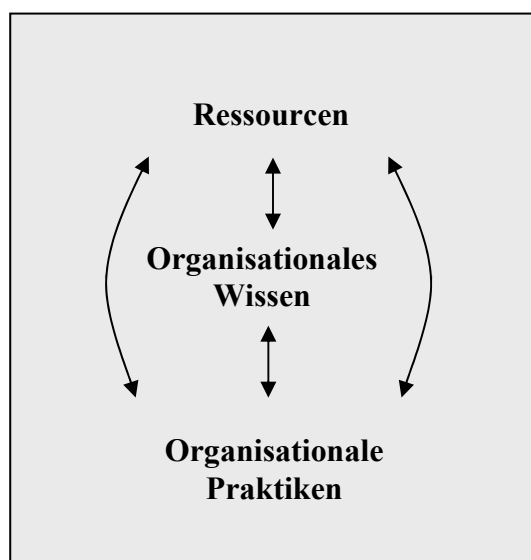 Ressourcen
Organisationales
Wissen
Organisationale
Praktiken